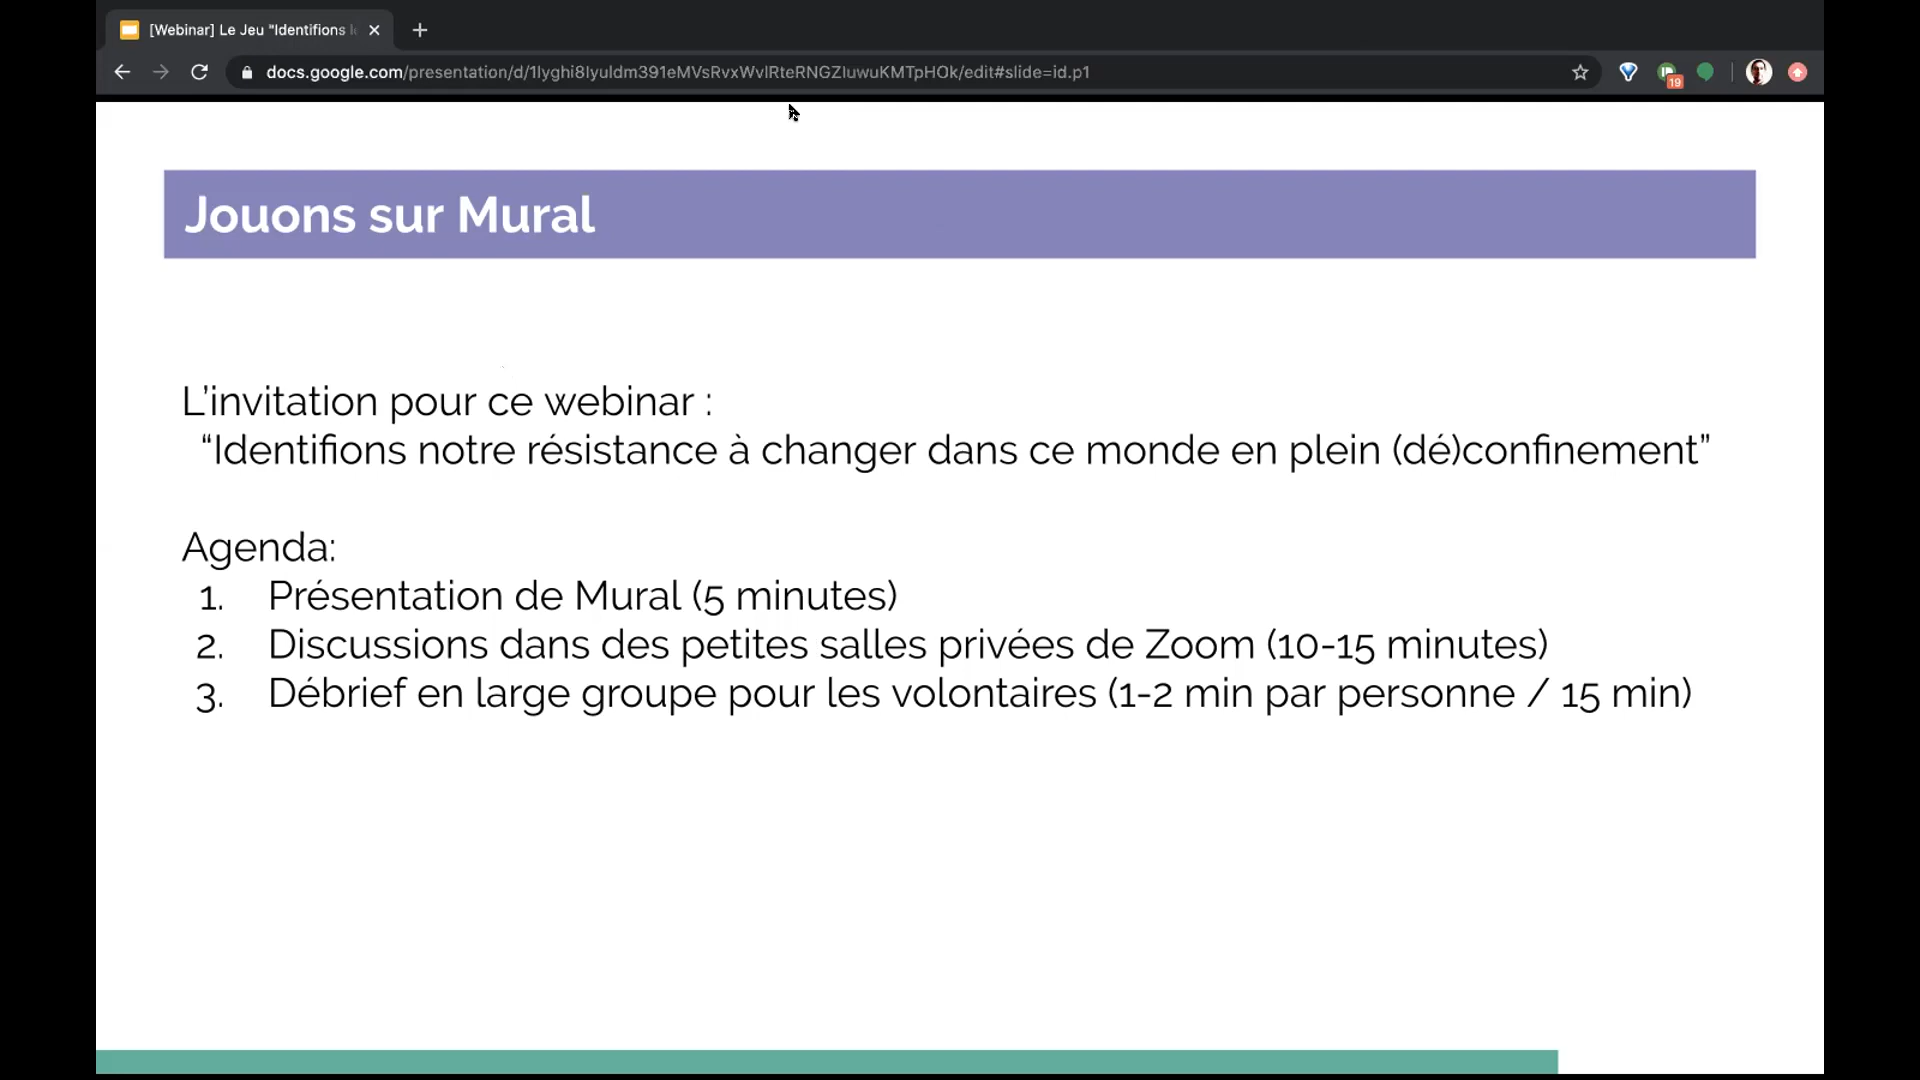 [Webinar] Le Jeu "Identifions
docs.google.com/presentation/d/
/edit#slide=id.p1
19
Jouons sur Mural
L’invitation pour ce webinar :
“Identifions notre résistance à changer dans ce monde en plein (dé)confinement”
Agenda:
1. Présentation de Mural (5 minutes)
2. Discussions dans des petites salles privées de Zoom (10-15 minutes)
3. Débrief en large groupe pour les volontaires (1-2 min par personne / 15 min)